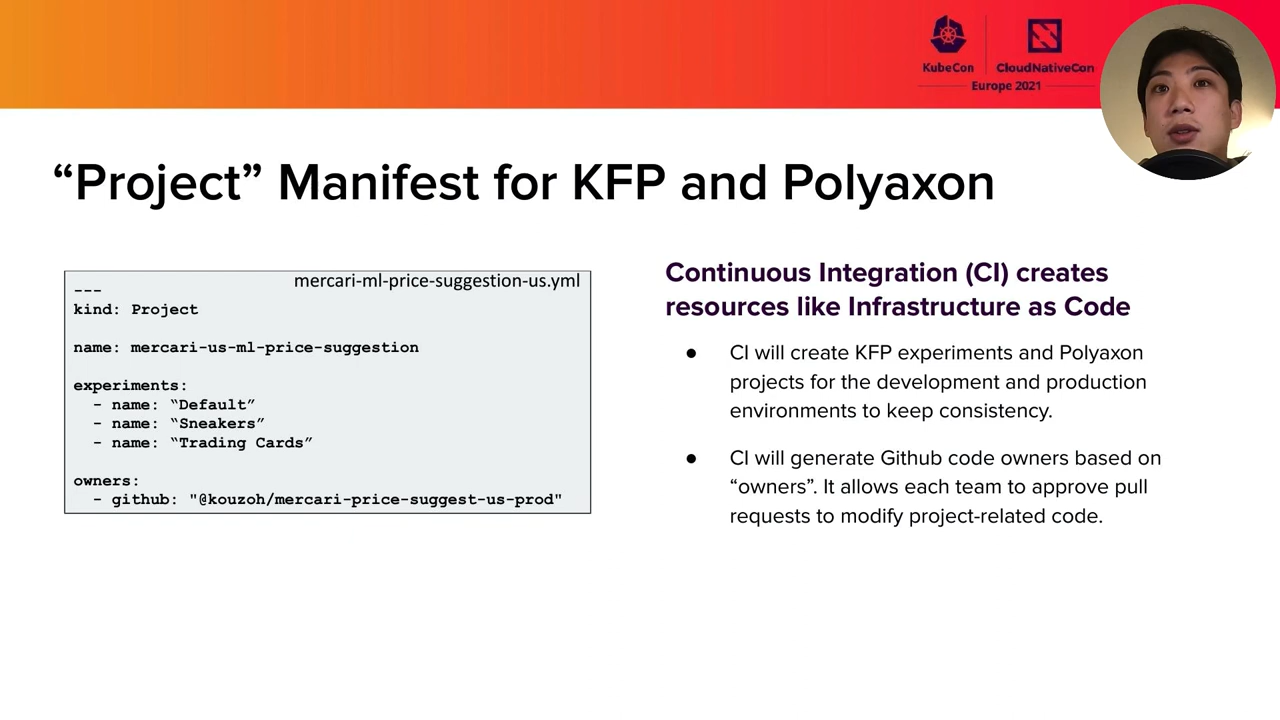 KubeCon
CloudNativeCon
Europe 2021
“Project” Manifest for KFP and Polyaxon
mercari-ml-price-suggestion-us.yml
---
kind: Project
name: mercari-us-ml-price-suggestion
experiments:
- name: “Default”
- name: “Sneakers”
- name: “Trading Cards”
owners:
- github: "@kouzoh/mercari-price-suggest-us-prod"
Continuous Integration (CI) creates
resources like Infrastructure as Code
● CI will create KFP experiments and Polyaxon
projects for the development and production
environments to keep consistency.
● CI will generate Github code owners based on
“owners”. It allows each team to approve pull
requests to modify project-related code.